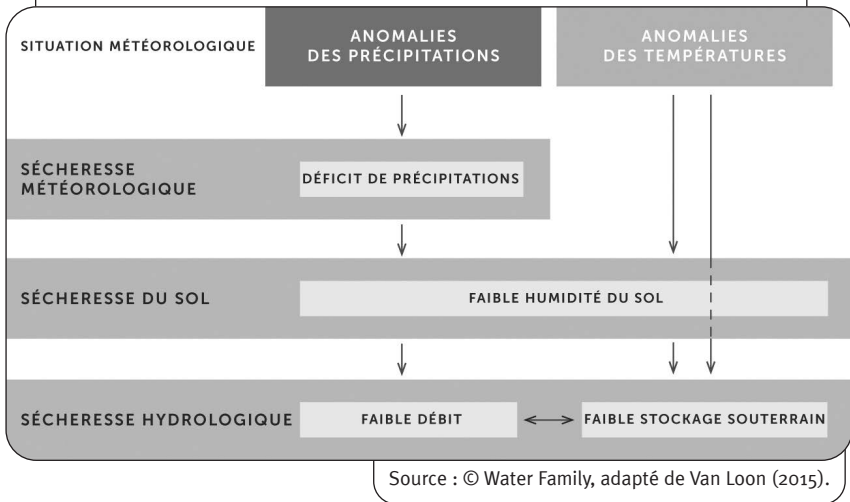 SITUATION MÉTÉOROLOGIQUE
ANOMALIES
DES PRÉCIPITATIONS
ANOMALIES
DES TEMPÉRATURES
SÉCHERESSE
MÉTÉOROLOGIQUE
DÉFICIT DE PRÉCIPITATIONS
SÉCHERESSE DU SOL
FAIBLE HUMIDITÉ DU SOL
SÉCHERESSE HYDROLOGIQUE
FAIBLE DÉBIT
FAIBLE STOCKAGE SOUTERRAIN
Source : © Water Family, adapté de Van Loon (2015).